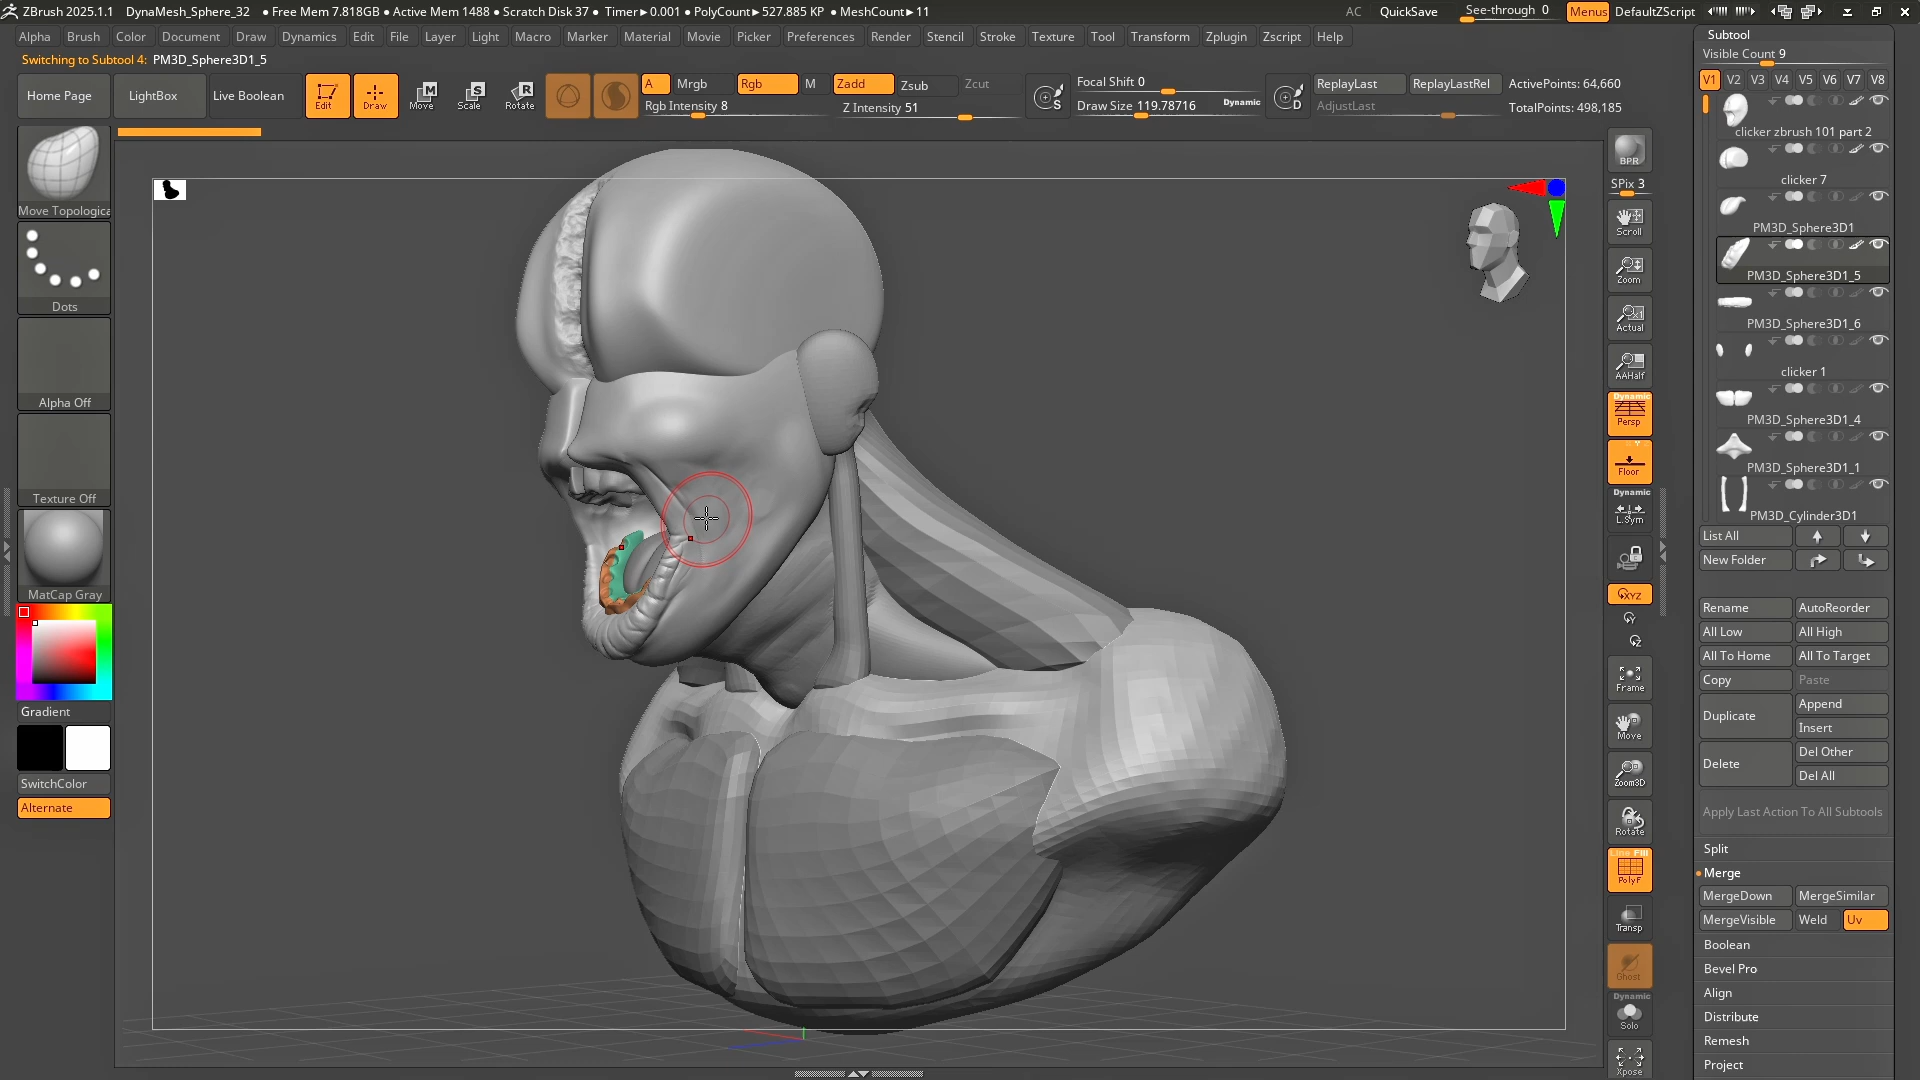 ZBrush 2025.1.1 DynaMesh_Sphere_32 ● Free Mem 7.818GB ● Active Mem 1488 ● Scratch Disk 37 ● Timer►0.001 ● PolyCount►527.885 KP ● MeshCount►11 AC QuickSave See-through 0 Menus DefaultZScript
Alpha Brush Color Document Draw Dynamics Edit File Layer Light Macro Marker Material Movie Picker Preferences Render Stencil Stroke Texture Tool Transform Zplugin Zscript Help
Switching to Subtool 4: PM3D_Sphere3D1_5
Home Page LightBox Live Boolean Edit Draw Move Scale Rotate
A Mrgb Rgb M Zadd Zsub Zcut
Rgb Intensity 8 Z Intensity 51
Focal Shift 0
Draw Size 119.78716 Dynamic
ReplayLast ReplayLastRel ActivePoints: 64,660
AdjustLast TotalPoints: 498,185
Move Topologica
Dots
Alpha Off
Texture Off
MatCap Gray
Gradient
SwitchColor
Alternate
BPR
SPix 3
Scroll
Zoom
Actual
AAHalf
Dynamic
Persp
Floor
Dynamic
L.Sym
XYZ
Frame
Move
Zoom3D
Rotate
Line Fill
PolyF
Transp
Ghost
Dynamic
Solo
Xpose
Subtool
Visible Count 9
V1 V2 V3 V4 V5 V6 V7 V8
clicker zbrush 101 part 2
clicker 7
PM3D_Sphere3D1
PM3D_Sphere3D1_5
PM3D_Sphere3D1_6
clicker 1
PM3D_Sphere3D1_4
PM3D_Sphere3D1_1
PM3D_Cylinder3D1
List All
New Folder
Rename AutoReorder
All Low All High
All To Home All To Target
Copy Paste
Duplicate Append
Insert
Delete Del Other
Del All
Apply Last Action To All Subtools
Split
Merge
MergeDown MergeSimilar
MergeVisible Weld Uv
Boolean
Bevel Pro
Align
Distribute
Remesh
Project